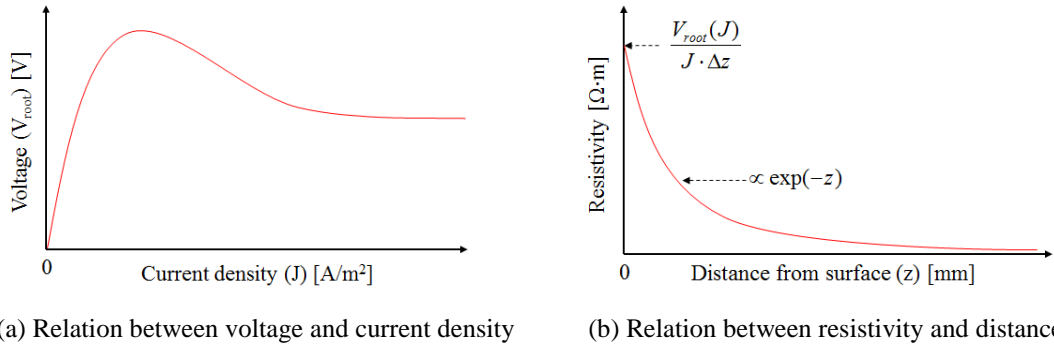 Voltage (V_root) [V]
0
Current density (J) [A/m²]
(a) Relation between voltage and current density
Resistivity [Ω·m]
V_root(J)
J·Δz
∝ exp(−z)
0
Distance from surface (z) [mm]
(b) Relation between resistivity and distance